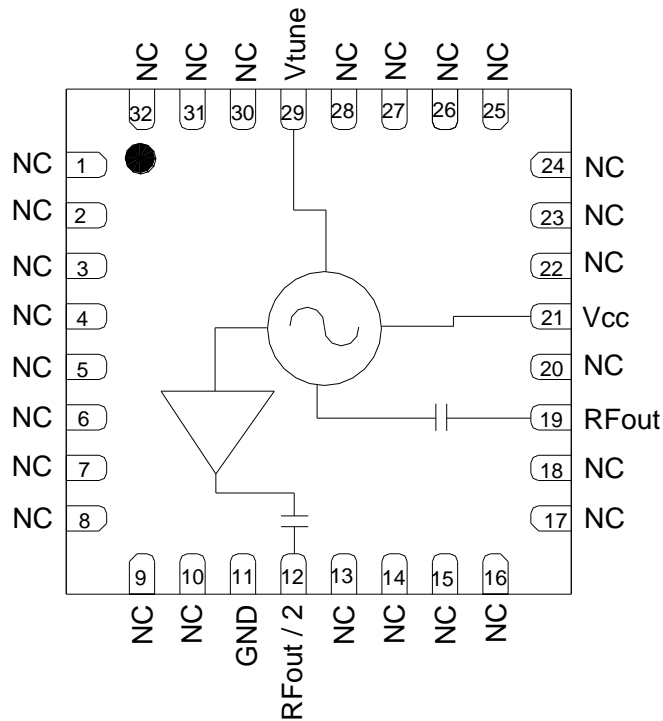 NC NC NC Vtune NC NC NC NC
32 31 30 29 28 27 26 25
NC 1 24 NC
NC 2 23 NC
NC 3 22 NC
NC 4 21 Vcc
NC 5 20 NC
NC 6 19 RFout
NC 7 18 NC
NC 8 17 NC
9 10 11 12 13 14 15 16
NC NC GND RFout / 2 NC NC NC NC